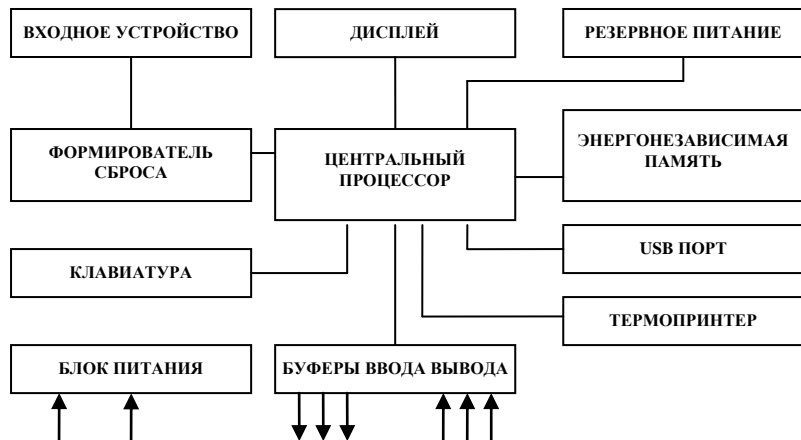 ВХОДНОЕ УСТРОЙСТВО
ДИСПЛЕЙ
РЕЗЕРВНОЕ ПИТАНИЕ
ФОРМИРОВАТЕЛЬ
СБРОСА
ЦЕНТРАЛЬНЫЙ
ПРОЦЕССОР
ЭНЕРГОНЕЗАВИСИМАЯ
ПАМЯТЬ
КЛАВИАТУРА
USB ПОРТ
ТЕРМОПРИНТЕР
БЛОК ПИТАНИЯ
БУФЕРЫ ВВОДА ВЫВОДА